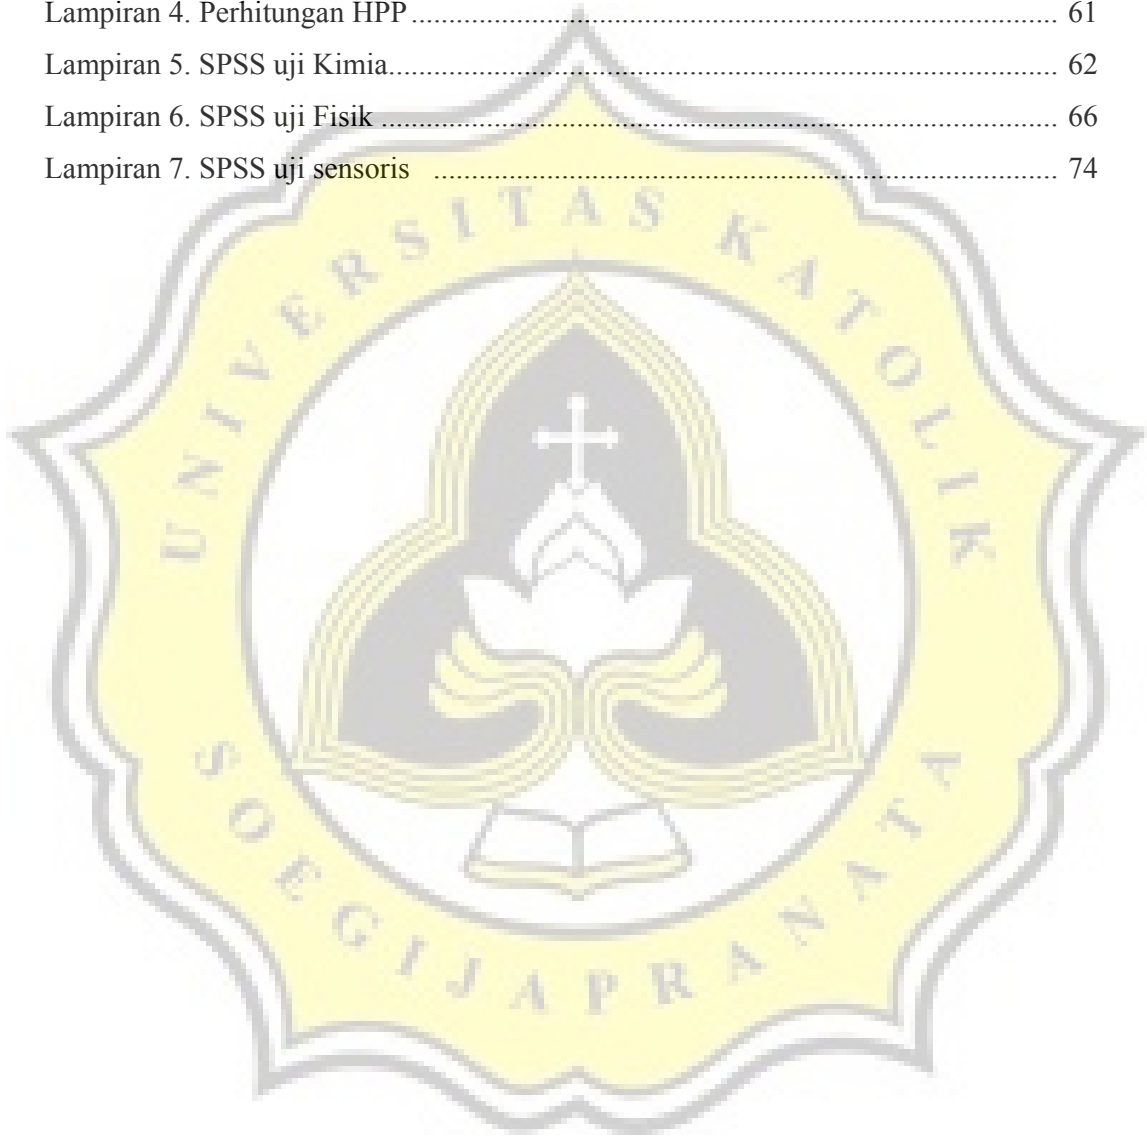 Lampiran 4. Perhitungan HPP ........................................ 61
Lampiran 5. SPSS uji Kimia........................................ 62
Lampiran 6. SPSS uji Fisik ........................................ 66
Lampiran 7. SPSS uji sensoris ........................................ 74
UNIVERSITAS KATOLIK
SOEGIJAPRANATA